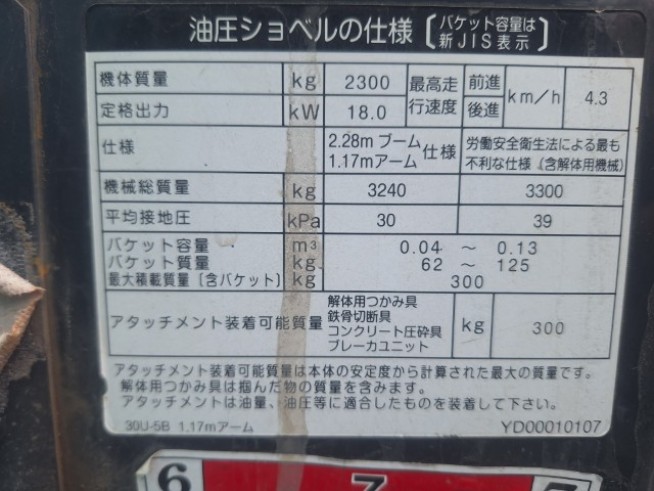 油圧ショベルの仕様〔バケット容量は新JIS表示〕
機体質量 kg 2300 最高走行速度 前進 後進 km/h 4.3
定格出力 kW 18.0
仕様 2.28mブーム 1.17mアーム 仕様 労働安全衛生法による最も不利な仕様（含解体用機械）
機械総質量 kg 3240 3300
平均接地圧 kPa 30 39
バケット容量 m3 0.04 ～ 0.13
バケット質量 kg 62 ～ 125
最大積載質量〔含バケット〕 kg 300
アタッチメント装着可能質量 解体用つかみ具 鉄骨切断具 コンクリート圧砕具 ブレーカユニット kg 300
アタッチメント装着可能質量は本体の安定度から計算された最大の質量です。
解体用つかみ具は掴んだ物の質量を含みます。
アタッチメントは油量、油圧等に適合したものを装着して下さい。
30U-5B 1.17mアーム YD00010107
6 7